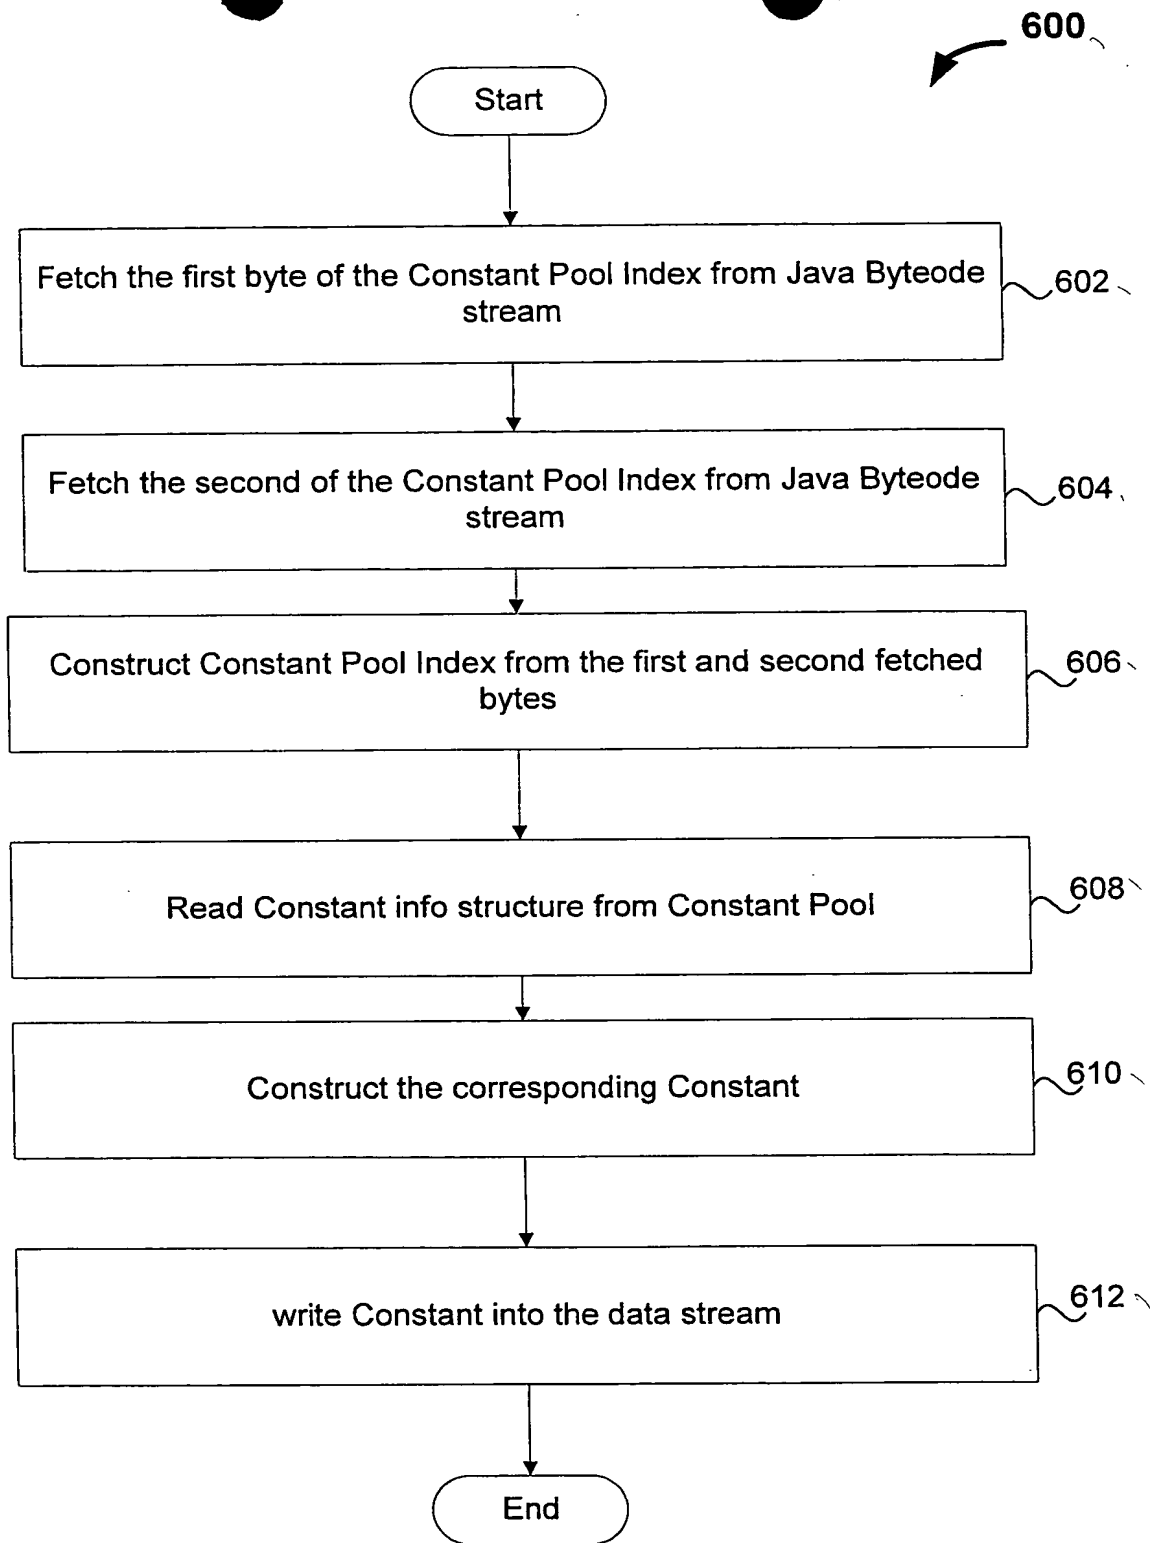 600
Start
Fetch the first byte of the Constant Pool Index from Java Byteode
stream
602
Fetch the second of the Constant Pool Index from Java Byteode
stream
604
Construct Constant Pool Index from the first and second fetched
bytes
606
Read Constant info structure from Constant Pool
608
Construct the corresponding Constant
610
write Constant into the data stream
612
End